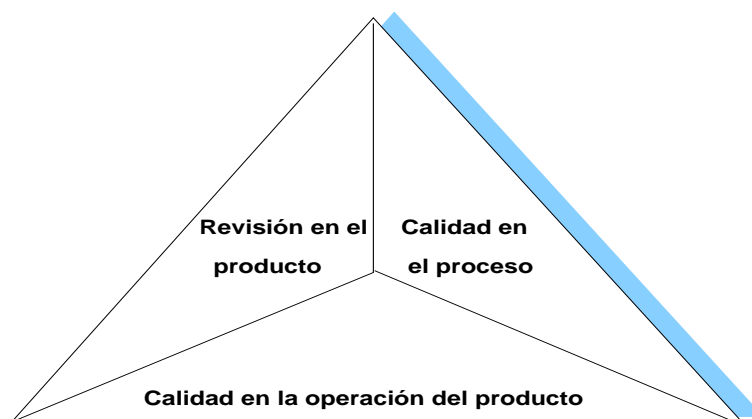 Revisión en el
producto
Calidad en
el proceso
Calidad en la operación del producto